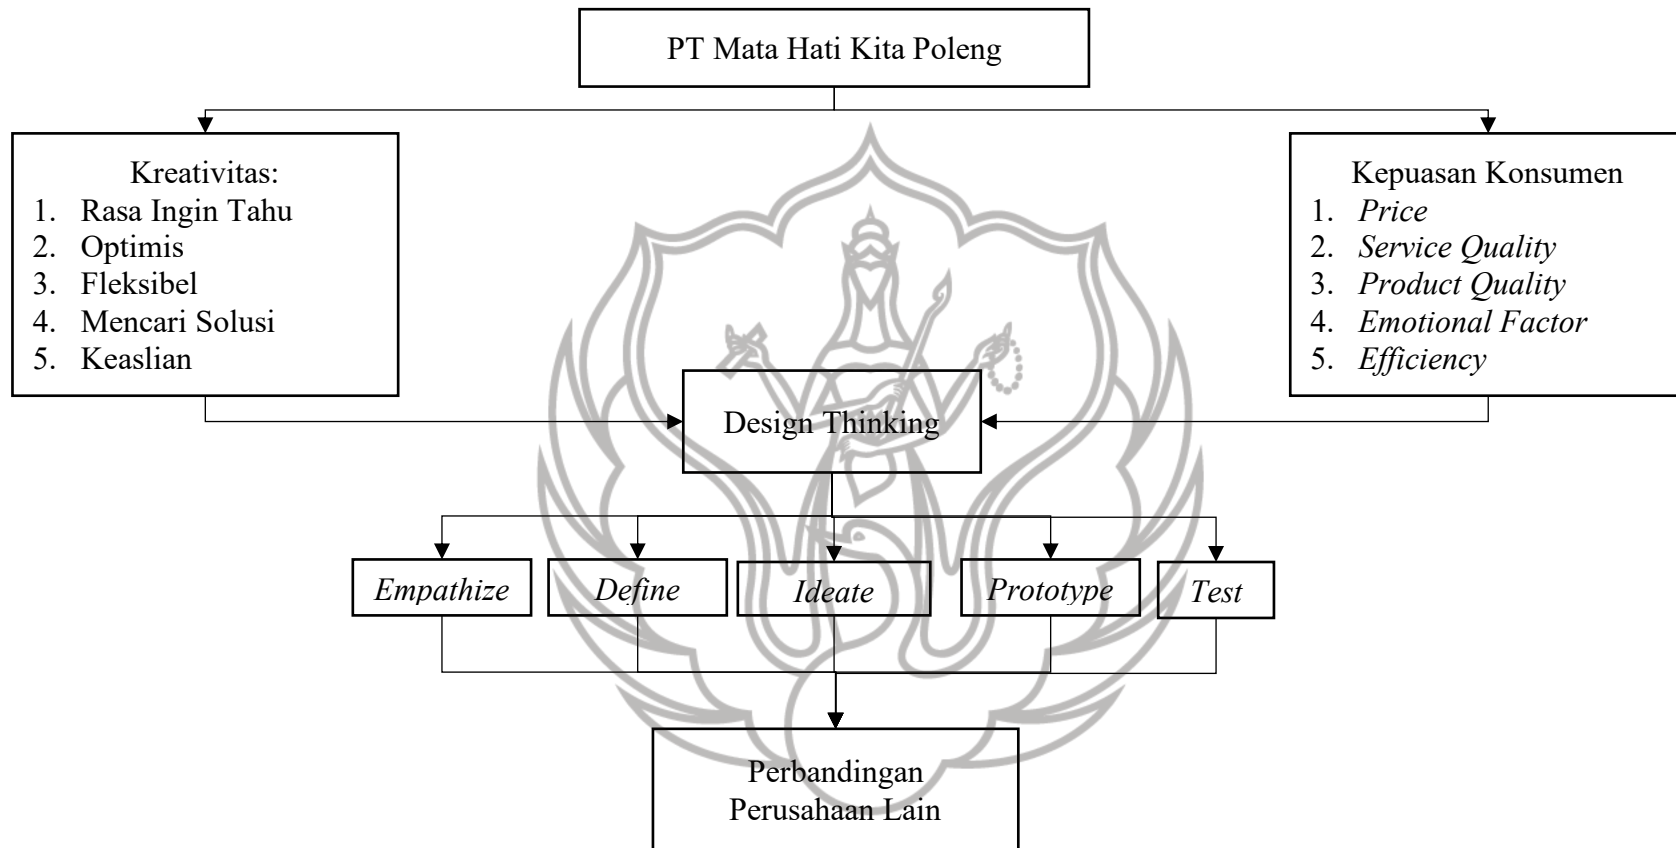 PT Mata Hati Kita Poleng
Kreativitas:
1. Rasa Ingin Tahu
2. Optimis
3. Fleksibel
4. Mencari Solusi
5. Keaslian
Kepuasan Konsumen
1. Price
2. Service Quality
3. Product Quality
4. Emotional Factor
5. Efficiency
Design Thinking
Empathize
Define
Ideate
Prototype
Test
Perbandingan
Perusahaan Lain